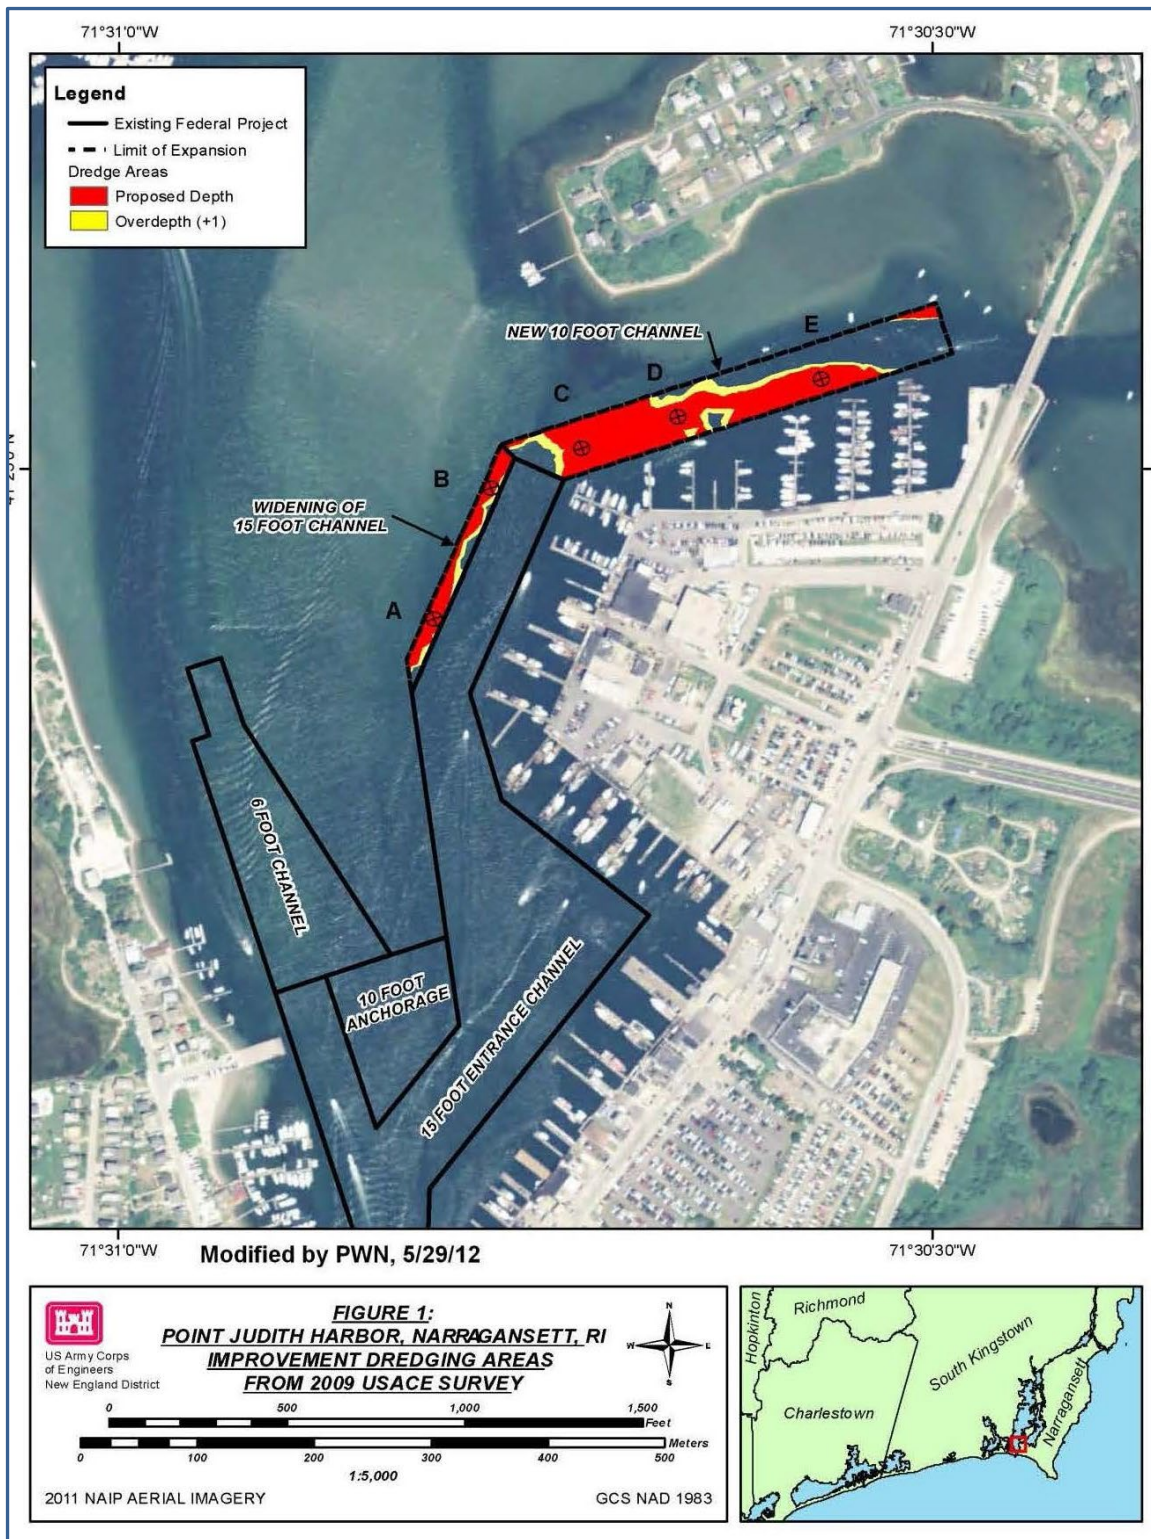 71°31'0"W
71°30'30"W
Legend
Existing Federal Project
Limit of Expansion
Dredge Areas
Proposed Depth
Overdepth (+1)
NEW 10 FOOT CHANNEL
E
D
C
B
WIDENING OF
15 FOOT CHANNEL
A
6 FOOT CHANNEL
10 FOOT
ANCHORAGE
15 FOOT ENTRANCE CHANNEL
71°31'0"W
71°30'30"W
Modified by PWN, 5/29/12
US Army Corps
of Engineers
New England District
FIGURE 1:
POINT JUDITH HARBOR, NARRAGANSETT, RI
IMPROVEMENT DREDGING AREAS
FROM 2009 USACE SURVEY
N
W
E
S
0 500 1,000 1,500
Feet
Meters
0 100 200 300 400 500
1:5,000
2011 NAIP AERIAL IMAGERY
GCS NAD 1983
Hopkinton
Richmond
South Kingstown
Charlestown
Narragansett